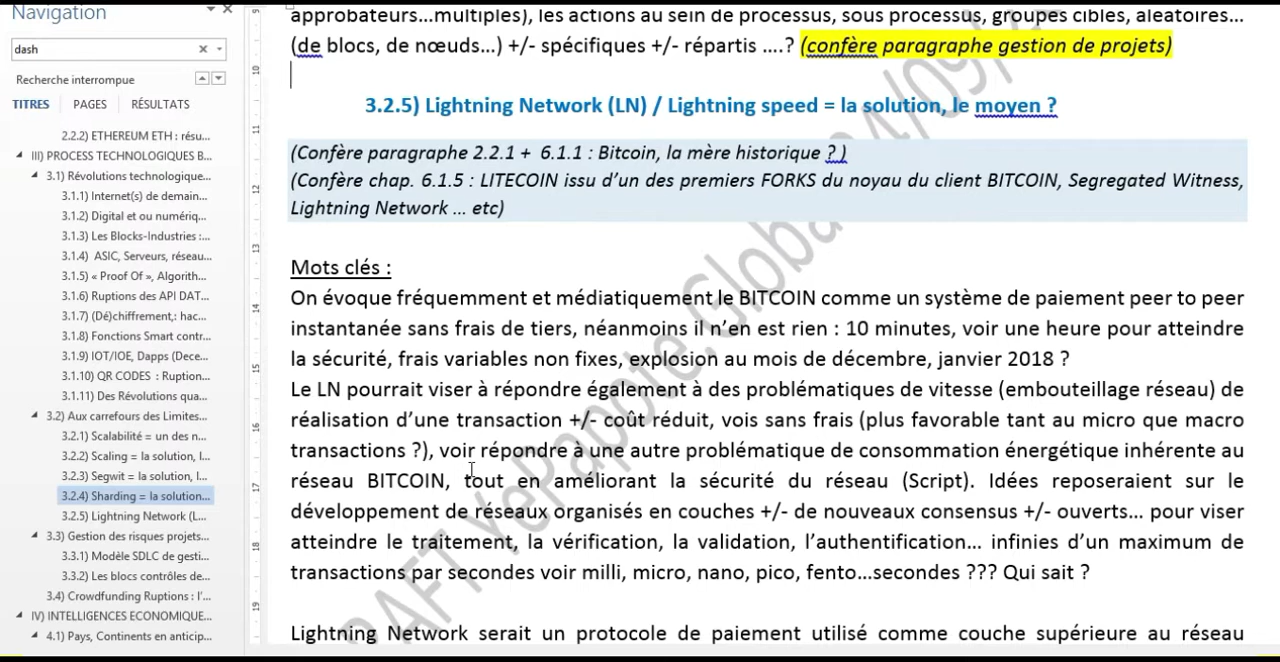 Navigation
dash
Recherche interrompue
TITRES PAGES RÉSULTATS
2.2.2) ETHEREUM ETH : résu...
III) PROCESS TECHNOLOGIQUES B...
3.1) Révolutions technologique...
3.1.1) Internet(s) de demain...
3.1.2) Digital et ou numériq...
3.1.3) Les Blocks-Industries :...
3.1.4) ASIC, Serveurs, réseau...
3.1.5) « Proof Of », Algorith...
3.1.6) Ruptions des API DAT...
3.1.7) (Dé)chiffrement,: hac...
3.1.8) Fonctions Smart contr...
3.1.9) IOT/IOE, Dapps (Dece...
3.1.10) QR CODES : Ruption...
3.1.11) Des Révolutions qua...
3.2) Aux carrefours des Limites...
3.2.1) Scalabilité = un des n...
3.2.2) Scaling = la solution, l...
3.2.3) Segwit = la solution, l...
3.2.4) Sharding = la solution...
3.2.5) Lightning Network (L...
3.3) Gestion des risques projets...
3.3.1) Modèle SDLC de gesti...
3.3.2) Les blocs contrôles de...
3.4) Crowdfunding Ruptions : l'...
IV) INTELLIGENCES ECONOMIQUE...
4.1) Pays, Continents en anticip...
9
10
11
12
13
14
15
16
17
18
19
approbateurs...multiples), les actions au sein de processus, sous processus, groupes cibles, aléatoires...
(de blocs, de nœuds...) +/- spécifiques +/- répartis ....? (confère paragraphe gestion de projets)
3.2.5) Lightning Network (LN) / Lightning speed = la solution, le moyen ?
(Confère paragraphe 2.2.1 + 6.1.1 : Bitcoin, la mère historique ? )
(Confère chap. 6.1.5 : LITECOIN issu d'un des premiers FORKS du noyau du client BITCOIN, Segregated Witness,
Lightning Network ... etc)
Mots clés :
On évoque fréquemment et médiatiquement le BITCOIN comme un système de paiement peer to peer
instantanée sans frais de tiers, néanmoins il n'en est rien : 10 minutes, voir une heure pour atteindre
la sécurité, frais variables non fixes, explosion au mois de décembre, janvier 2018 ?
Le LN pourrait viser à répondre également à des problématiques de vitesse (embouteillage réseau) de
réalisation d'une transaction +/- coût réduit, vois sans frais (plus favorable tant au micro que macro
transactions ?), voir répondre à une autre problématique de consommation énergétique inhérente au
réseau BITCOIN, tout en améliorant la sécurité du réseau (Script). Idées reposeraient sur le
développement de réseaux organisés en couches +/- de nouveaux consensus +/- ouverts... pour viser
atteindre le traitement, la vérification, la validation, l'authentification... infinies d'un maximum de
transactions par secondes voir milli, micro, nano, pico, fento...secondes ??? Qui sait ?
Lightning Network serait un protocole de paiement utilisé comme couche supérieure au réseau